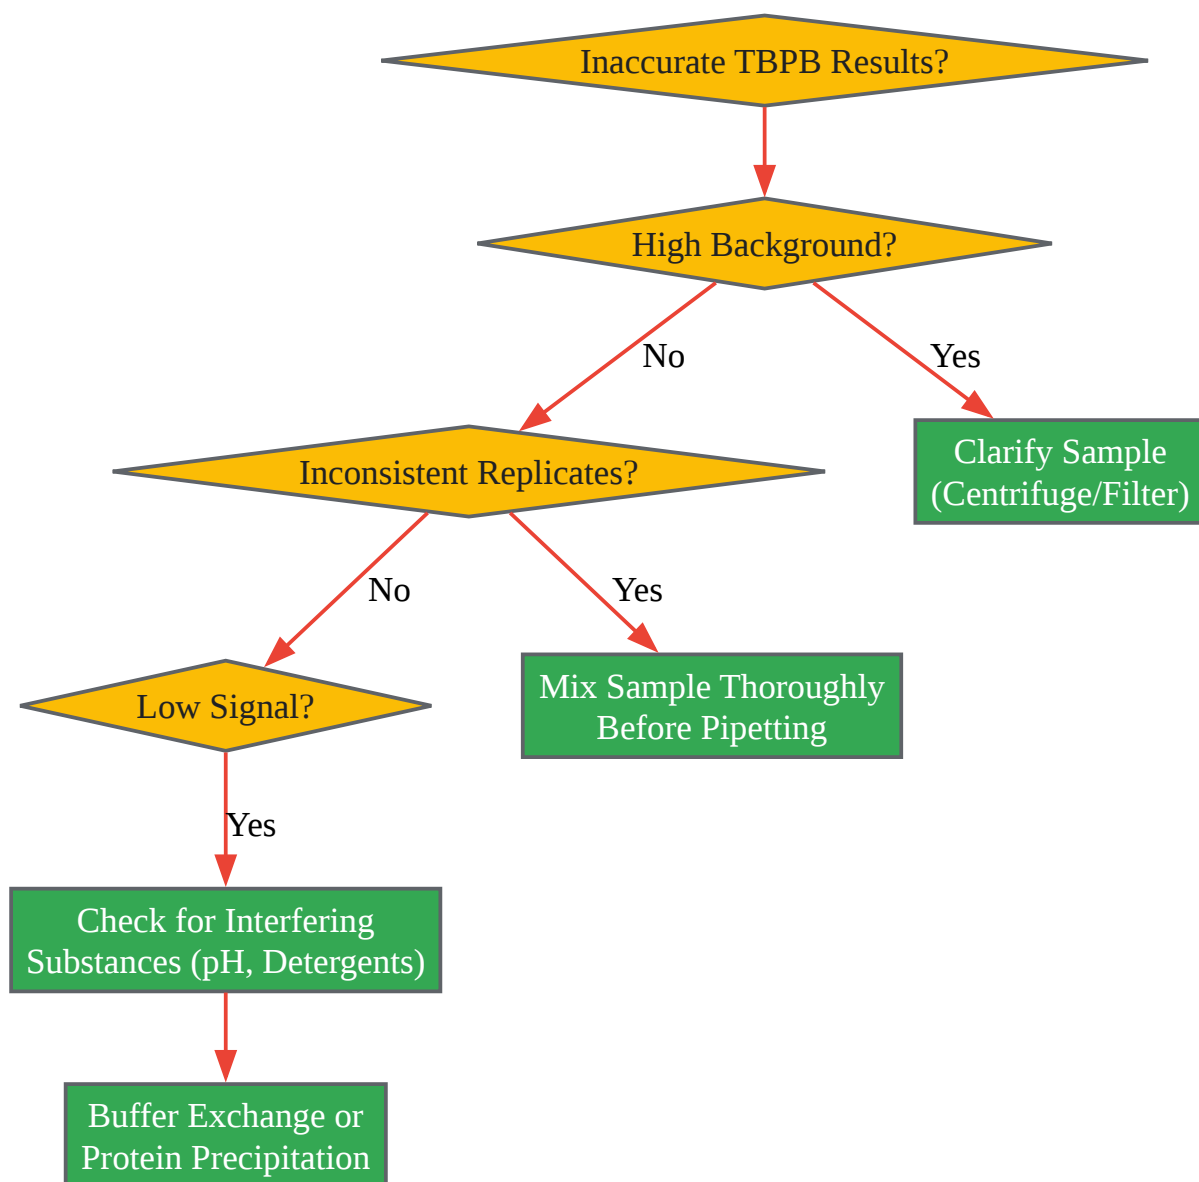 Inaccurate TBPB Results?
High Background?
No
Yes
Clarify Sample
(Centrifuge/Filter)
Inconsistent Replicates?
No
Yes
Mix Sample Thoroughly
Before Pipetting
Low Signal?
Yes
Check for Interfering
Substances (pH, Detergents)
Buffer Exchange or
Protein Precipitation